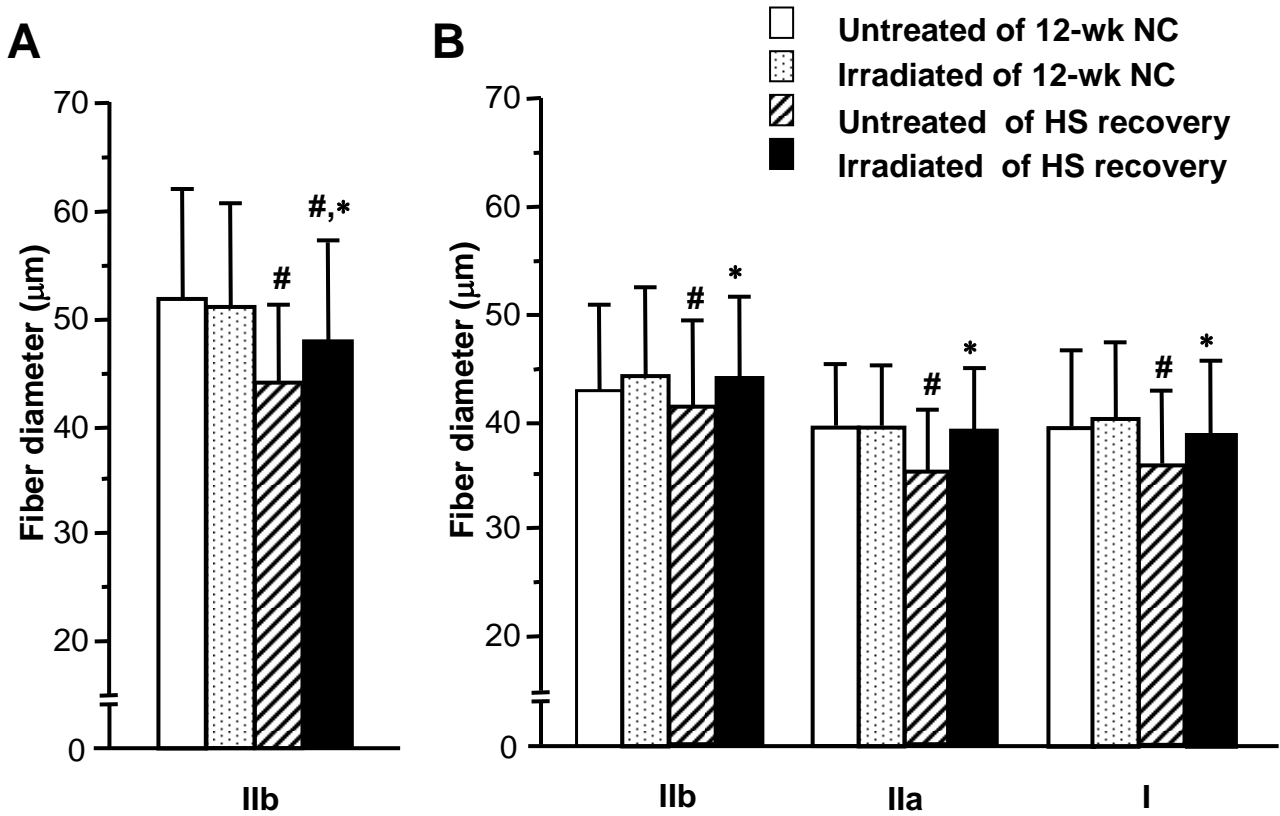 A
B
Untreated of 12-wk NC
Irradiated of 12-wk NC
Untreated of HS recovery
Irradiated of HS recovery
Fiber diameter (μm)
70
60
50
40
30
20
0
#
#,*
IIb
Fiber diameter (μm)
70
60
50
40
30
20
0
#
*
#
*
#
*
IIb
IIa
I